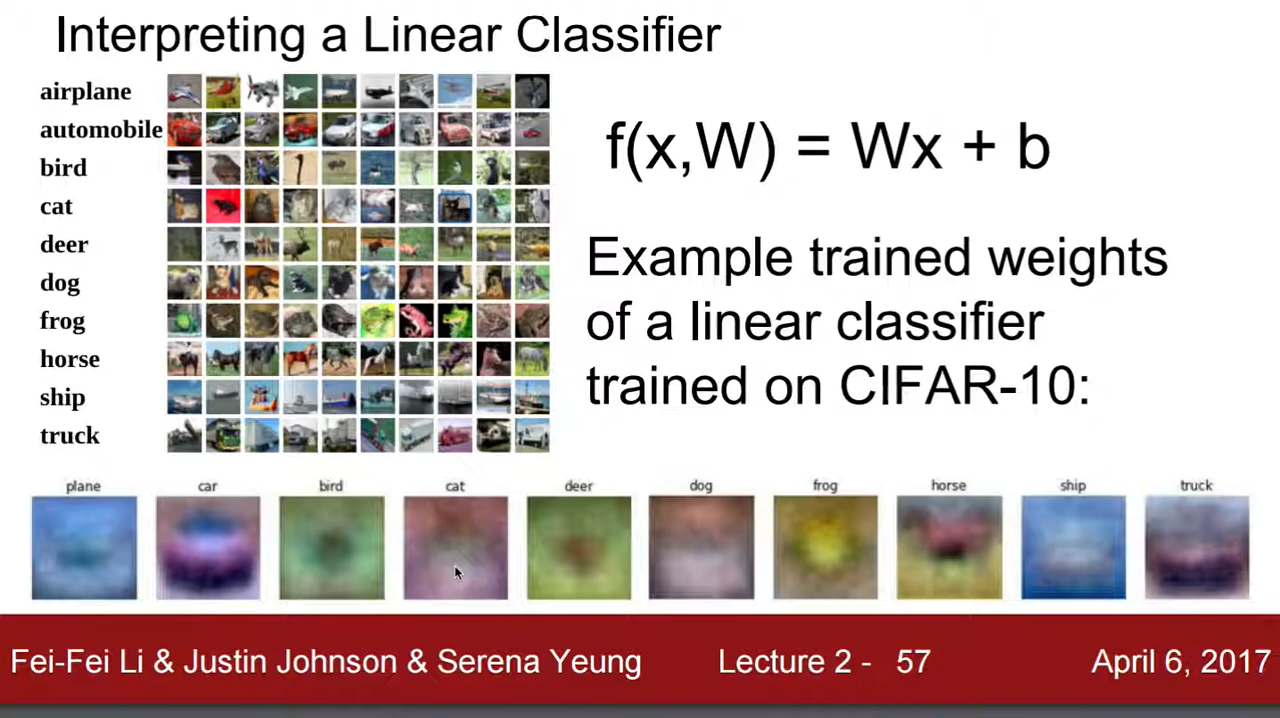 Interpreting a Linear Classifier
airplane
automobile
bird
cat
deer
dog
frog
horse
ship
truck
f(x,W) = Wx + b
Example trained weights
of a linear classifier
trained on CIFAR-10:
plane car bird cat deer dog frog horse ship truck
Fei-Fei Li & Justin Johnson & Serena Yeung Lecture 2 - 57 April 6, 2017